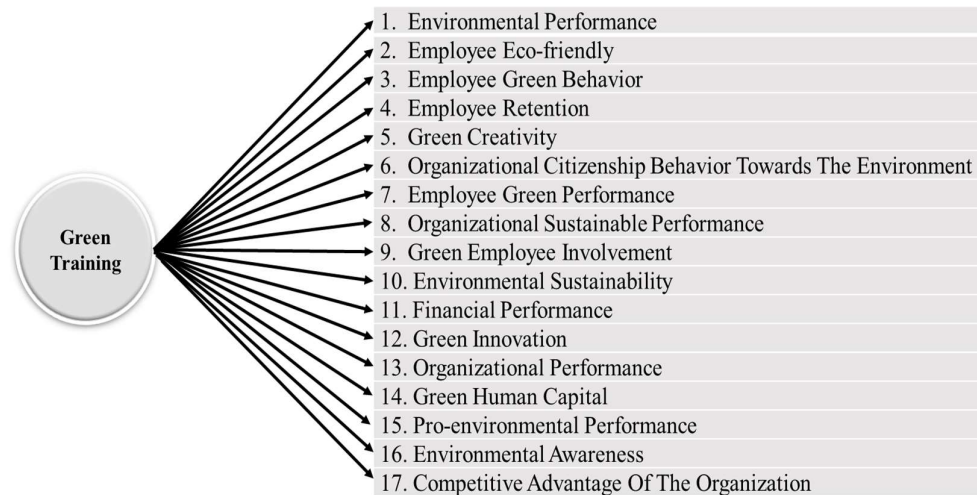 Green
Training
1. Environmental Performance
2. Employee Eco-friendly
3. Employee Green Behavior
4. Employee Retention
5. Green Creativity
6. Organizational Citizenship Behavior Towards The Environment
7. Employee Green Performance
8. Organizational Sustainable Performance
9. Green Employee Involvement
10. Environmental Sustainability
11. Financial Performance
12. Green Innovation
13. Organizational Performance
14. Green Human Capital
15. Pro-environmental Performance
16. Environmental Awareness
17. Competitive Advantage Of The Organization